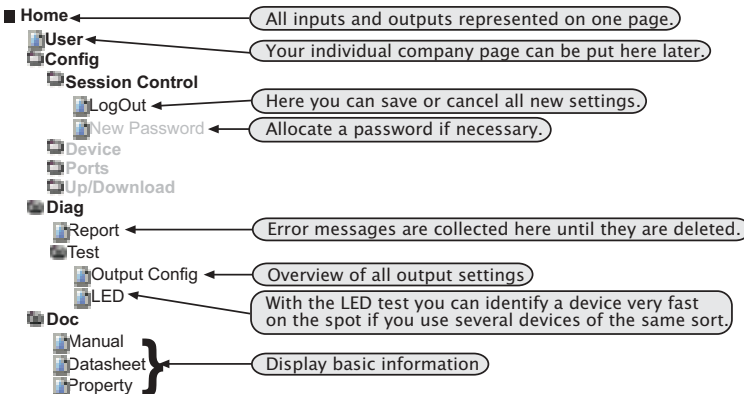 Home
All inputs and outputs represented on one page.
User
Your individual company page can be put here later.
Config
Session Control
LogOut
Here you can save or cancel all new settings.
New Password
Allocate a password if necessary.
Device
Ports
Up/Download
Diag
Report
Error messages are collected here until they are deleted.
Test
Output Config
Overview of all output settings
LED
With the LED test you can identify a device very fast
on the spot if you use several devices of the same sort.
Doc
Manual
Datasheet
Display basic information
Property